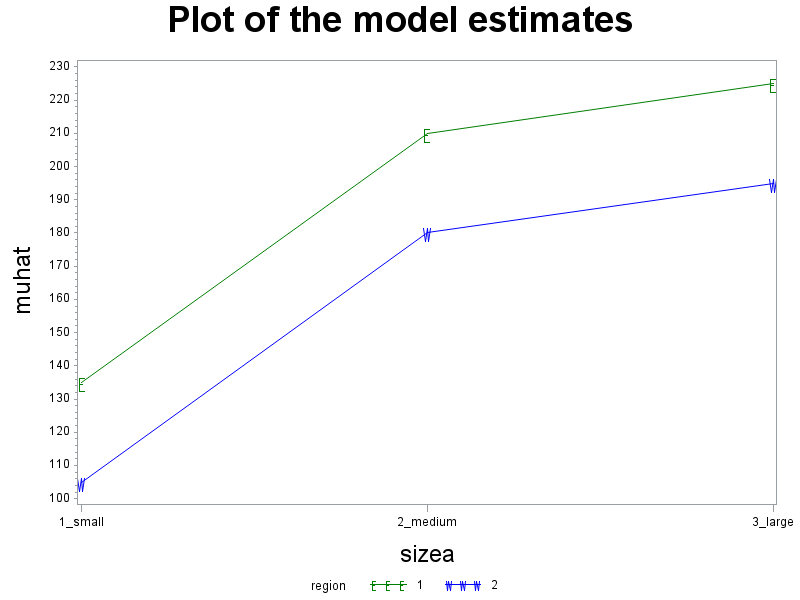 Plot of the model estimates
230
220
210
200
190
180
170
160
150
140
130
120
110
100
muhat
E E E
W W W
1_small 2_medium 3_large
sizea
region E E E 1 W W W 2